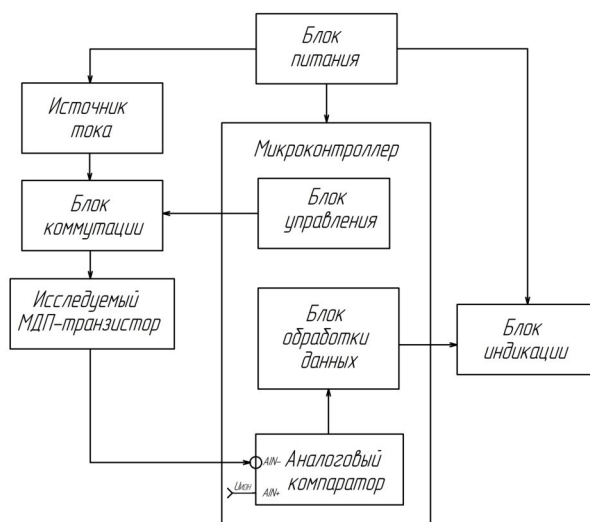 Блок
питания
Источник
тока
Микроконтроллер
Блок
коммутации
Блок
управления
Исследуемый
МДП-транзистор
Блок
обработки
данных
Блок
индикации
AIN-
Аналоговый
компаратор
Uион
AIN+